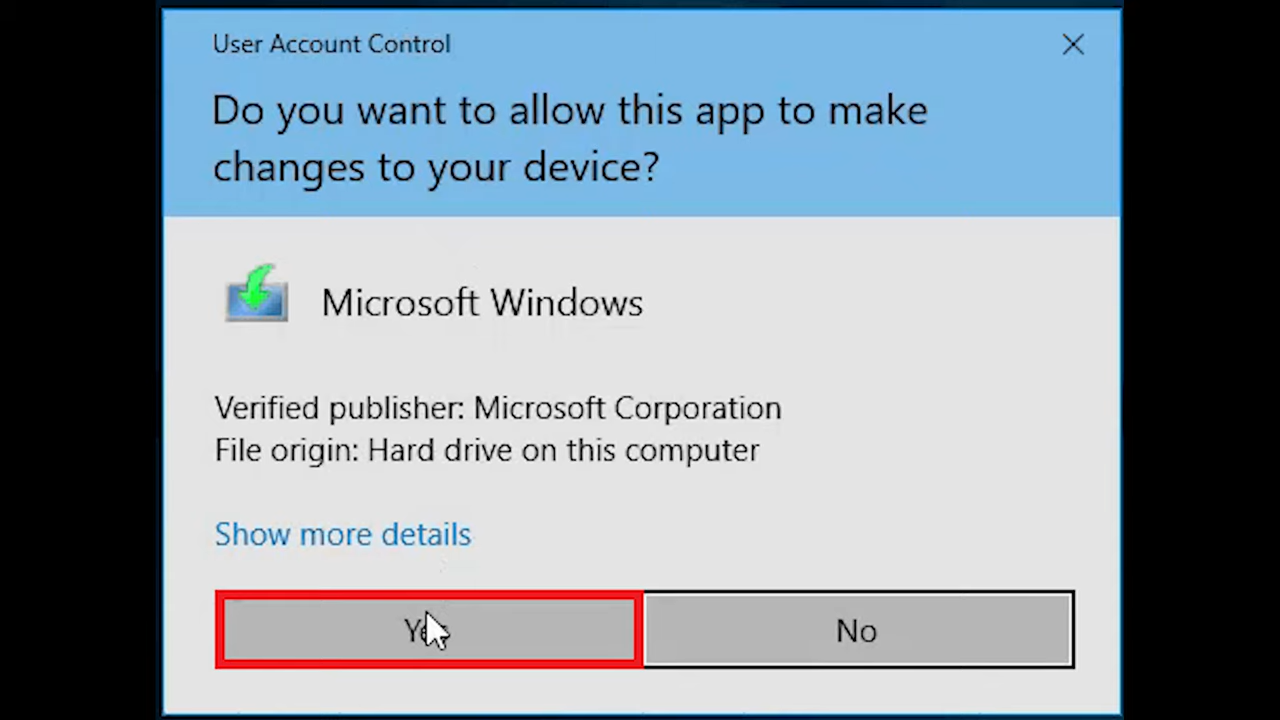 User Account Control
Do you want to allow this app to make
changes to your device?
Microsoft Windows
Verified publisher: Microsoft Corporation
File origin: Hard drive on this computer
Show more details
Yes
No